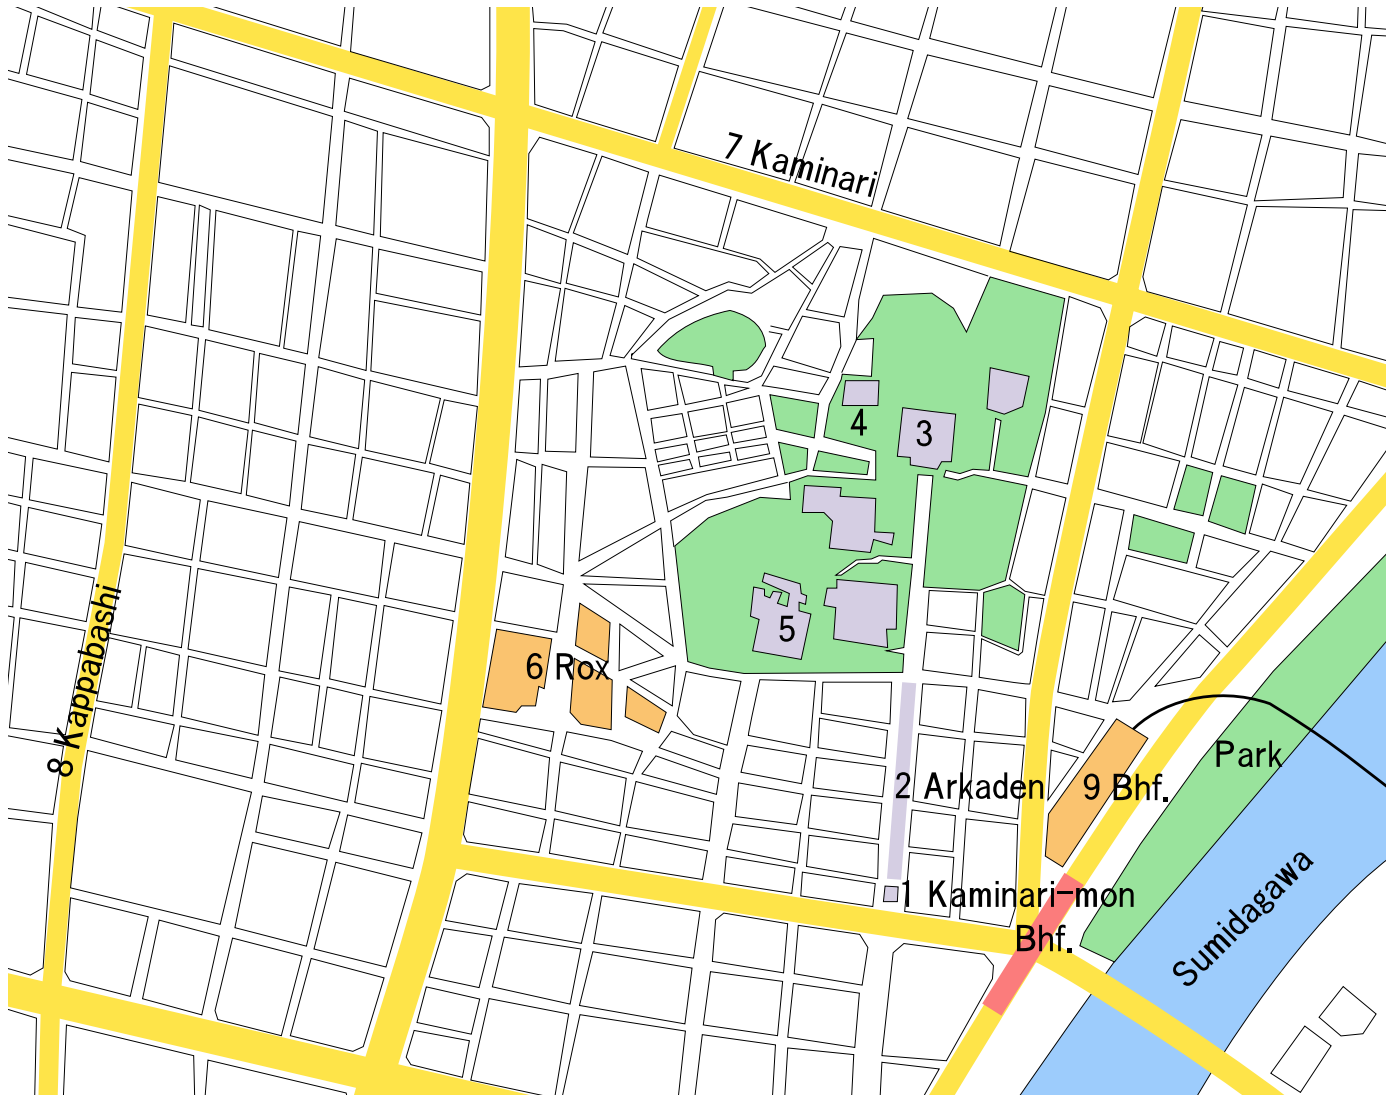 7 Kaminari
4
3
5
6 Rox
8 Kappabashi
Park
2 Arkaden
9 Bhf.
1 Kaminari-mon
Bhf.
Sumidagawa